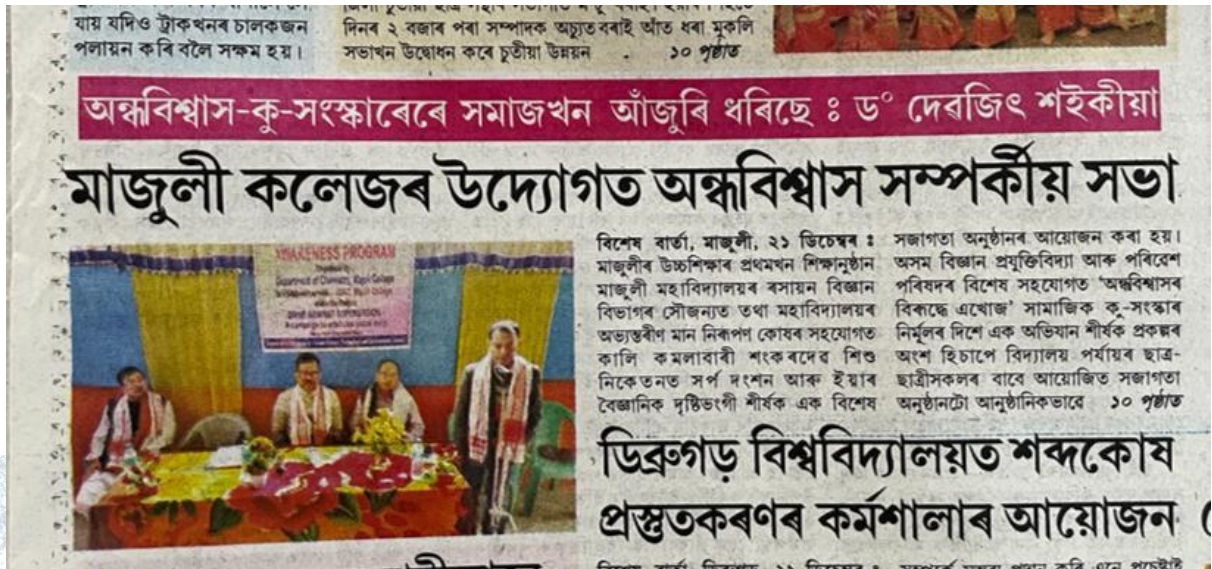 যায় যদিও ট্ৰাকখনৰ চালকজন
পলায়ন কৰিবলৈ সক্ষম হয়।
দিনৰ ২ বজাৰ পৰা সম্পাদক অচ্যুত বৰাই আঁত ধৰা মুকলি
সভাখন উদ্বোধন কৰে চুতীয়া উন্নয়ন ১০ পৃষ্ঠাত
অন্ধবিশ্বাস-কু-সংস্কাৰেৰে সমাজখন আঁজুৰি ধৰিছে ঃ ড° দেৱজিৎ শইকীয়া
মাজুলী কলেজৰ উদ্যোগত অন্ধবিশ্বাস সম্পৰ্কীয় সভা
AWARENESS PROGRAM
Department of Chemistry, Majuli College
বিশেষ বাৰ্তা, মাজুলী, ২১ ডিচেম্বৰ ঃ
মাজুলীৰ উচ্চশিক্ষাৰ প্ৰথমখন শিক্ষানুষ্ঠান
মাজুলী মহাবিদ্যালয়ৰ ৰসায়ন বিজ্ঞান
বিভাগৰ সৌজন্যত তথা মহাবিদ্যালয়ৰ
অভ্যন্তৰীণ মান নিৰূপণ কোষৰ সহযোগত
কালি কমলাবাৰী শংকৰদেৱ শিশু
নিকেতনত সৰ্প দংশন আৰু ইয়াৰ
বৈজ্ঞানিক দৃষ্টিভংগী শীৰ্ষক এক বিশেষ
সজাগতা অনুষ্ঠানৰ আয়োজন কৰা হয়।
অসম বিজ্ঞান প্ৰযুক্তিবিদ্যা আৰু পৰিৱেশ
পৰিষদৰ বিশেষ সহযোগত ‘অন্ধবিশ্বাসৰ
বিৰুদ্ধে এখোজ’ সামাজিক কু-সংস্কাৰ
নিৰ্মূলৰ দিশে এক অভিযান শীৰ্ষক প্ৰকল্পৰ
অংশ হিচাপে বিদ্যালয় পৰ্যায়ৰ ছাত্ৰ-
ছাত্ৰীসকলৰ বাবে আয়োজিত সজাগতা
অনুষ্ঠানটো আনুষ্ঠানিকভাৱে ১০ পৃষ্ঠাত
ডিব্ৰুগড় বিশ্ববিদ্যালয়ত শব্দকোষ
প্ৰস্তুতকৰণৰ কৰ্মশালাৰ আয়োজন